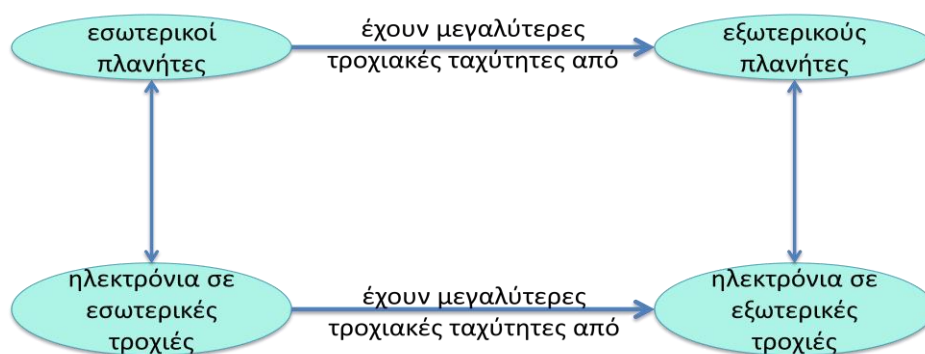 εσωτερικοί
πλανήτες
έχουν μεγαλύτερες
τροχιακές ταχύτητες από
εξωτερικούς
πλανήτες
ηλεκτρόνια σε
εσωτερικές
τροχιές
έχουν μεγαλύτερες
τροχιακές ταχύτητες από
ηλεκτρόνια σε
εξωτερικές
τροχιές